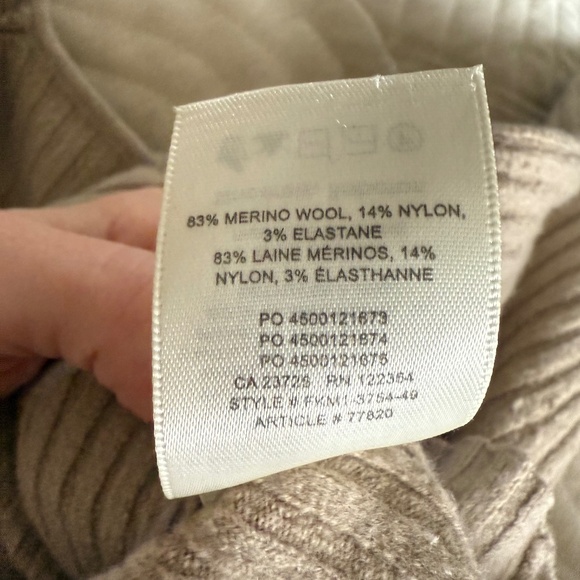 83% MERINO WOOL, 14% NYLON,
3% ELASTANE
83% LAINE MÉRINOS, 14%
NYLON, 3% ÉLASTHANNE
PO 4500121673
PO 4500121674
PO 4500121675
CA 23726 RN 122354
STYLE # FKM1-3754-49
ARTICLE # 77820